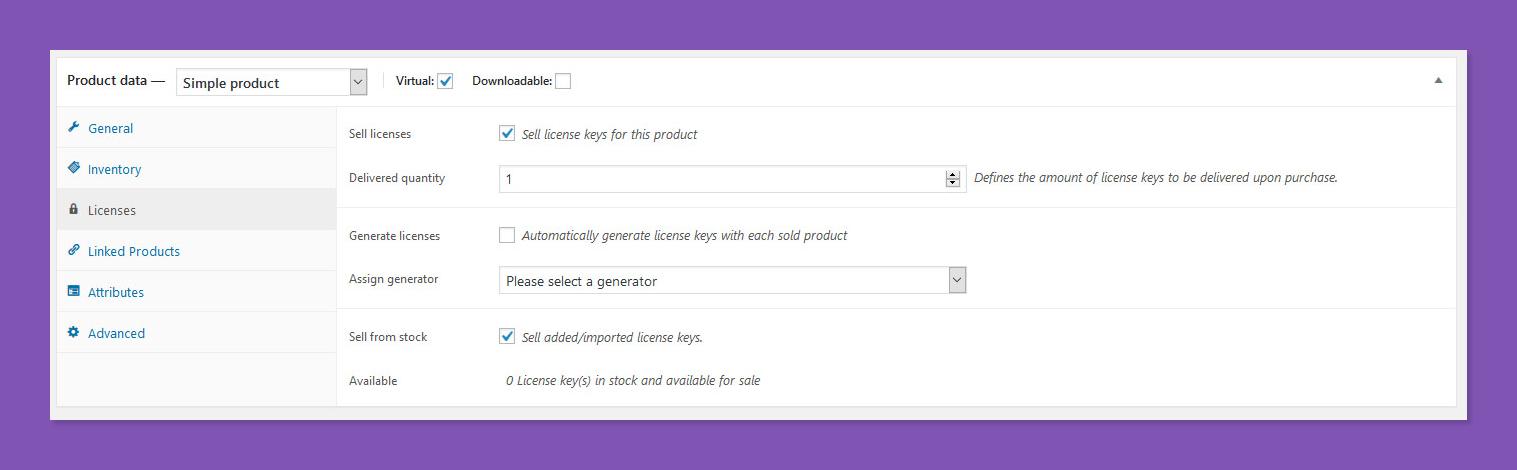 Product data — Simple product Virtual: Downloadable:
General
Inventory
Licenses
Linked Products
Attributes
Advanced
Sell licenses Sell license keys for this product
Delivered quantity 1 Defines the amount of license keys to be delivered upon purchase.
Generate licenses Automatically generate license keys with each sold product
Assign generator Please select a generator
Sell from stock Sell added/imported license keys.
Available 0 License key(s) in stock and available for sale